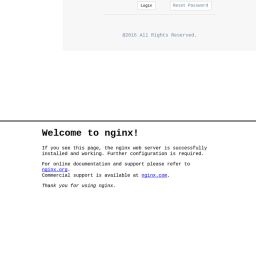 Login Reset Password
©2016 All Rights Reserved.
Welcome to nginx!
If you see this page, the nginx web server is successfully
installed and working. Further configuration is required.
For online documentation and support please refer to
nginx.org.
Commercial support is available at nginx.com.
Thank you for using nginx.